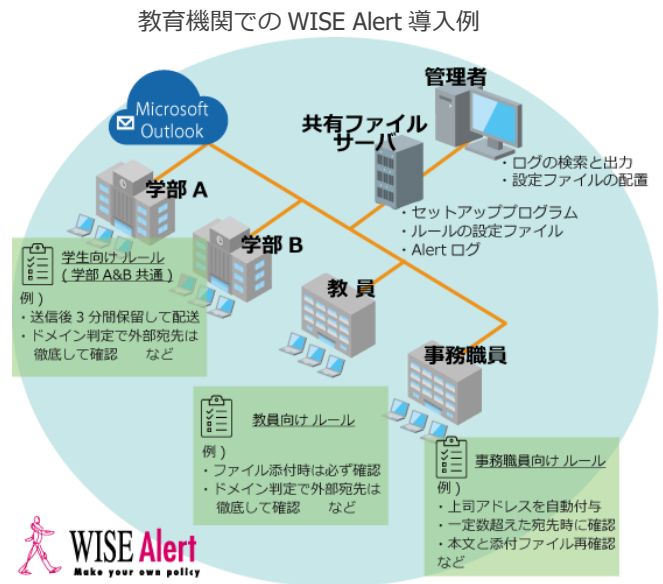 教育機関での WISE Alert 導入例
管理者
Microsoft
Outlook
共有ファイル
サーバ
・ログの検索と出力
・設定ファイルの配置
学部 A
・セットアッププログラム
・ルールの設定ファイル
・Alert ログ
学部 B
学生向け ルール
( 学部 A&B 共通 )
例 )
・送信後 3 分間保留して配送
・ドメイン判定で外部宛先は
徹底して確認 など
教 員
事務職員
教員向け ルール
例 )
・ファイル添付時は必ず確認
・ドメイン判定で外部宛先は
徹底して確認 など
事務職員向け ルール
例 )
・上司アドレスを自動付与
・一定数超えた宛先時に確認
・本文と添付ファイル再確認
など
WISE Alert
Make your own policy